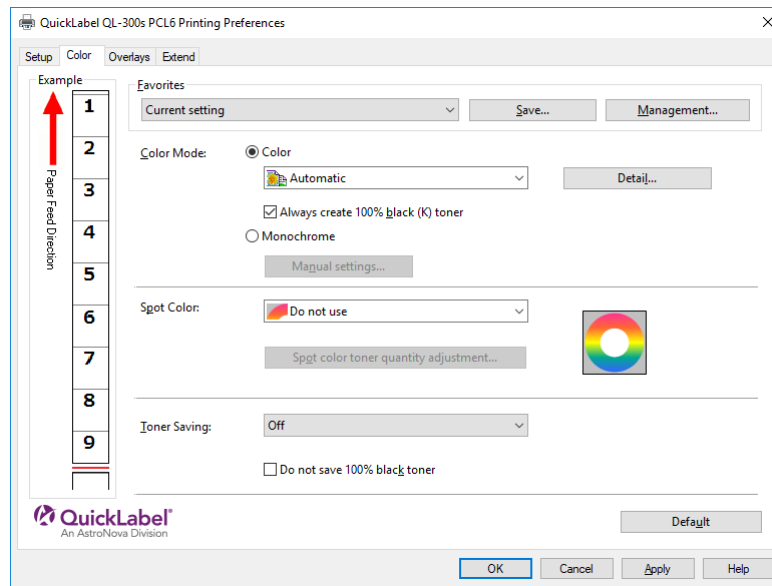 QuickLabel QL-300s PCL6 Printing Preferences
Setup Color Overlays Extend
Example
Paper Feed Direction
1
2
3
4
5
6
7
8
9
Favorites
Current setting Save... Management...
Color Mode: Color
Automatic Detail...
Always create 100% black (K) toner
Monochrome
Manual settings...
Spot Color: Do not use
Spot color toner quantity adjustment...
Toner Saving: Off
Do not save 100% black toner
QuickLabel®
An AstroNova Division
Default
OK Cancel Apply Help